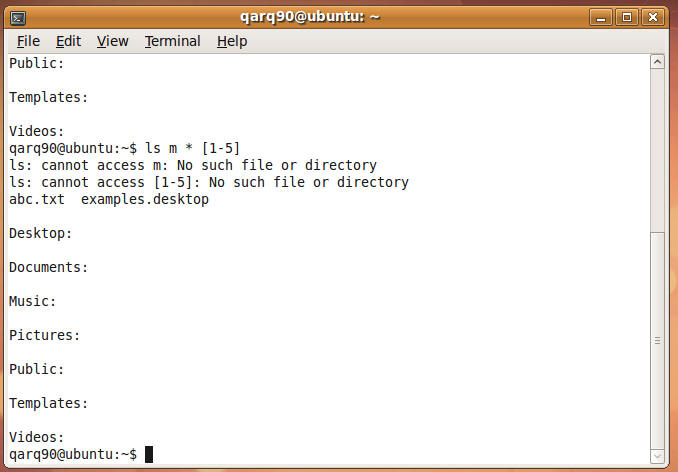 qarq90@ubuntu: ~
File Edit View Terminal Help
Public:
Templates:
Videos:
qarq90@ubuntu:~$ ls m * [1-5]
ls: cannot access m: No such file or directory
ls: cannot access [1-5]: No such file or directory
abc.txt  examples.desktop
Desktop:
Documents:
Music:
Pictures:
Public:
Templates:
Videos:
qarq90@ubuntu:~$